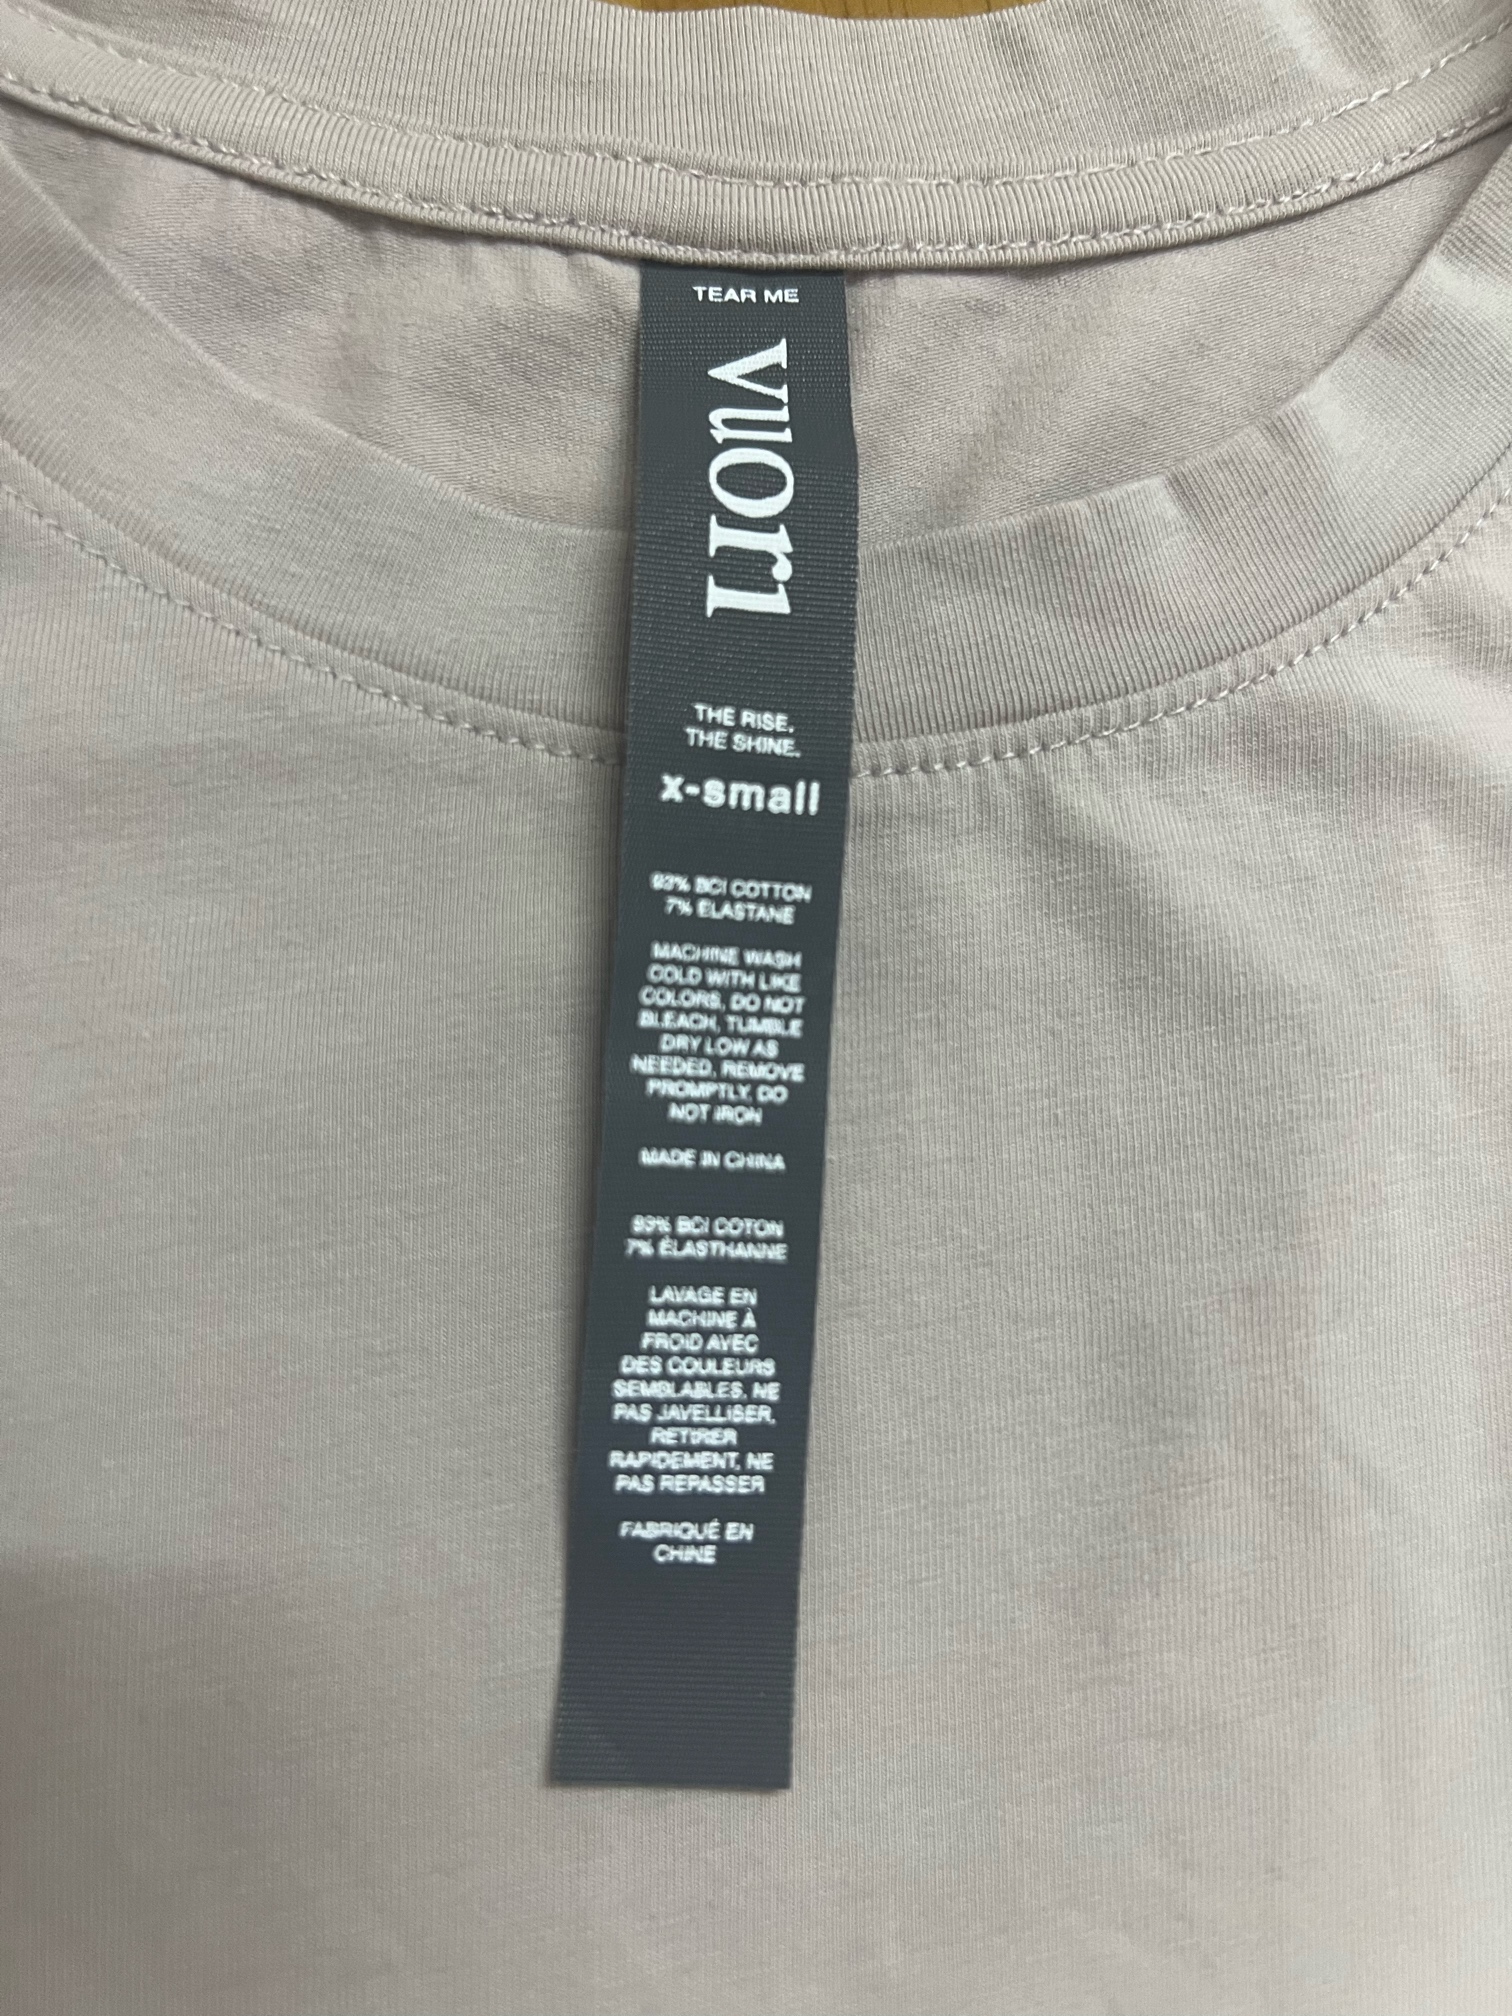 TEAR ME
vuori
THE RISE.
THE SHINE.
x-small
93% BCI COTTON
7% ELASTANE
MACHINE WASH
COLD WITH LIKE
COLORS, DO NOT
BLEACH, TUMBLE
DRY LOW AS
NEEDED, REMOVE
PROMPTLY, DO
NOT IRON
MADE IN CHINA
93% BCI COTON
7% ÉLASTHANNE
LAVAGE EN
MACHINE À
FROID AVEC
DES COULEURS
SEMBLABLES, NE
PAS JAVELLISER,
RETIRER
RAPIDEMENT, NE
PAS REPASSER
FABRIQUÉ EN
CHINE